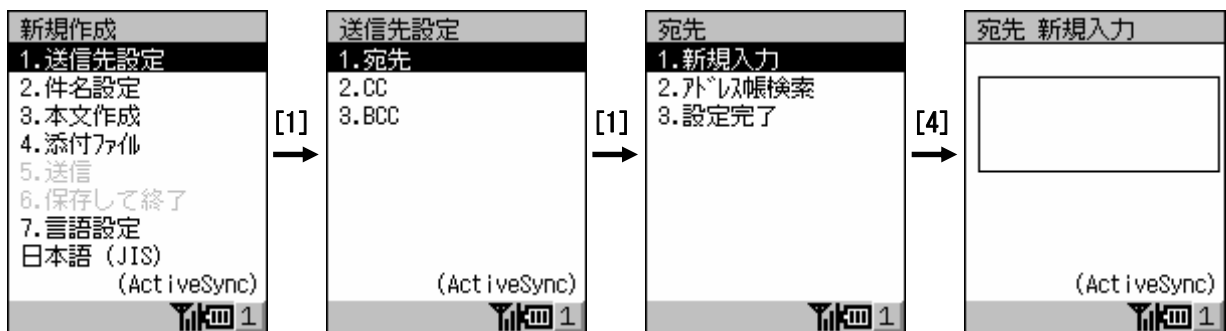 新規作成
1.送信先設定
2.件名設定
3.本文作成
4.添付ﾌｧｲﾙ
5.送信
6.保存して終了
7.言語設定
日本語 (JIS)
(ActiveSync)
1
[1]
送信先設定
1.宛先
2.CC
3.BCC
(ActiveSync)
1
[1]
宛先
1.新規入力
2.ｱﾄﾞﾚｽ帳検索
3.設定完了
1
[4]
宛先 新規入力
(ActiveSync)
1